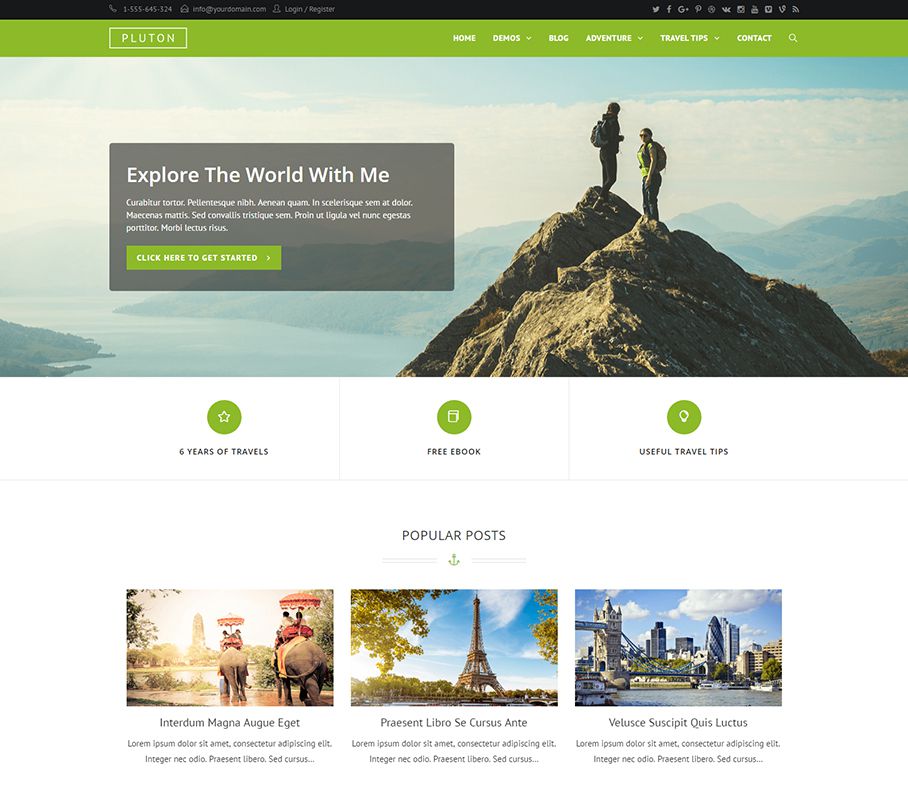 1-555-645-324 info@yourdomain.com Login / Register
PLUTON
HOME DEMOS BLOG ADVENTURE TRAVEL TIPS CONTACT
Explore The World With Me
Curabitur tortor. Pellentesque nibh. Aenean quam. In scelerisque sem at dolor.
Maecenas mattis. Sed convallis tristique sem. Proin ut ligula vel nunc egestas
porttitor. Morbi lectus risus.
CLICK HERE TO GET STARTED
6 YEARS OF TRAVELS
FREE EBOOK
USEFUL TRAVEL TIPS
POPULAR POSTS
Interdum Magna Augue Eget
Lorem ipsum dolor sit amet, consectetur adipiscing elit.
Integer nec odio. Praesent libero. Sed cursus...
Praesent Libro Se Cursus Ante
Lorem ipsum dolor sit amet, consectetur adipiscing elit.
Integer nec odio. Praesent libero. Sed cursus...
Velusce Suscipit Quis Luctus
Lorem ipsum dolor sit amet, consectetur adipiscing elit.
Integer nec odio. Praesent libero. Sed cursus...